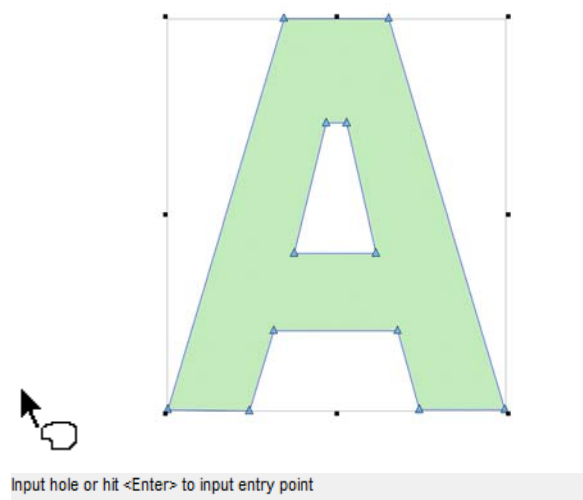 A
Input hole or hit <Enter> to input entry point